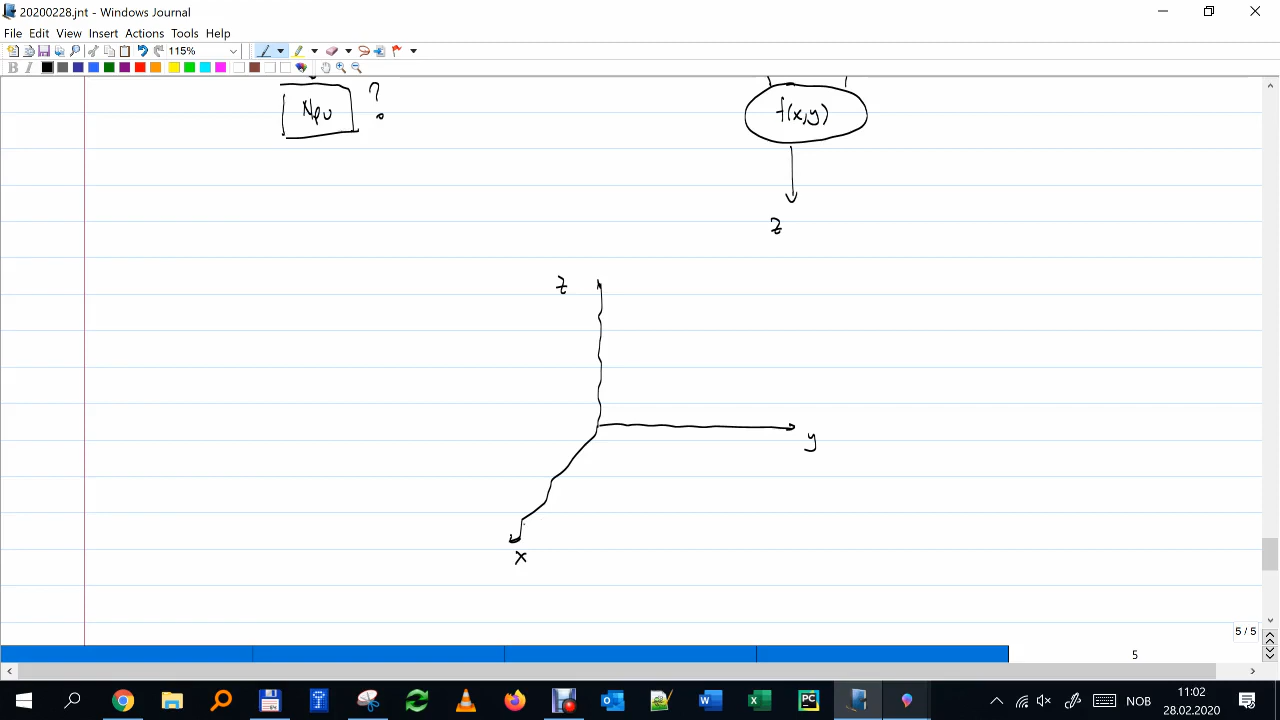 20200228.jnt - Windows Journal
File Edit View Insert Actions Tools Help
115%
B I
?
f(x,y)
z
z
y
x
5 / 5
5
NOB
11:02
28.02.2020